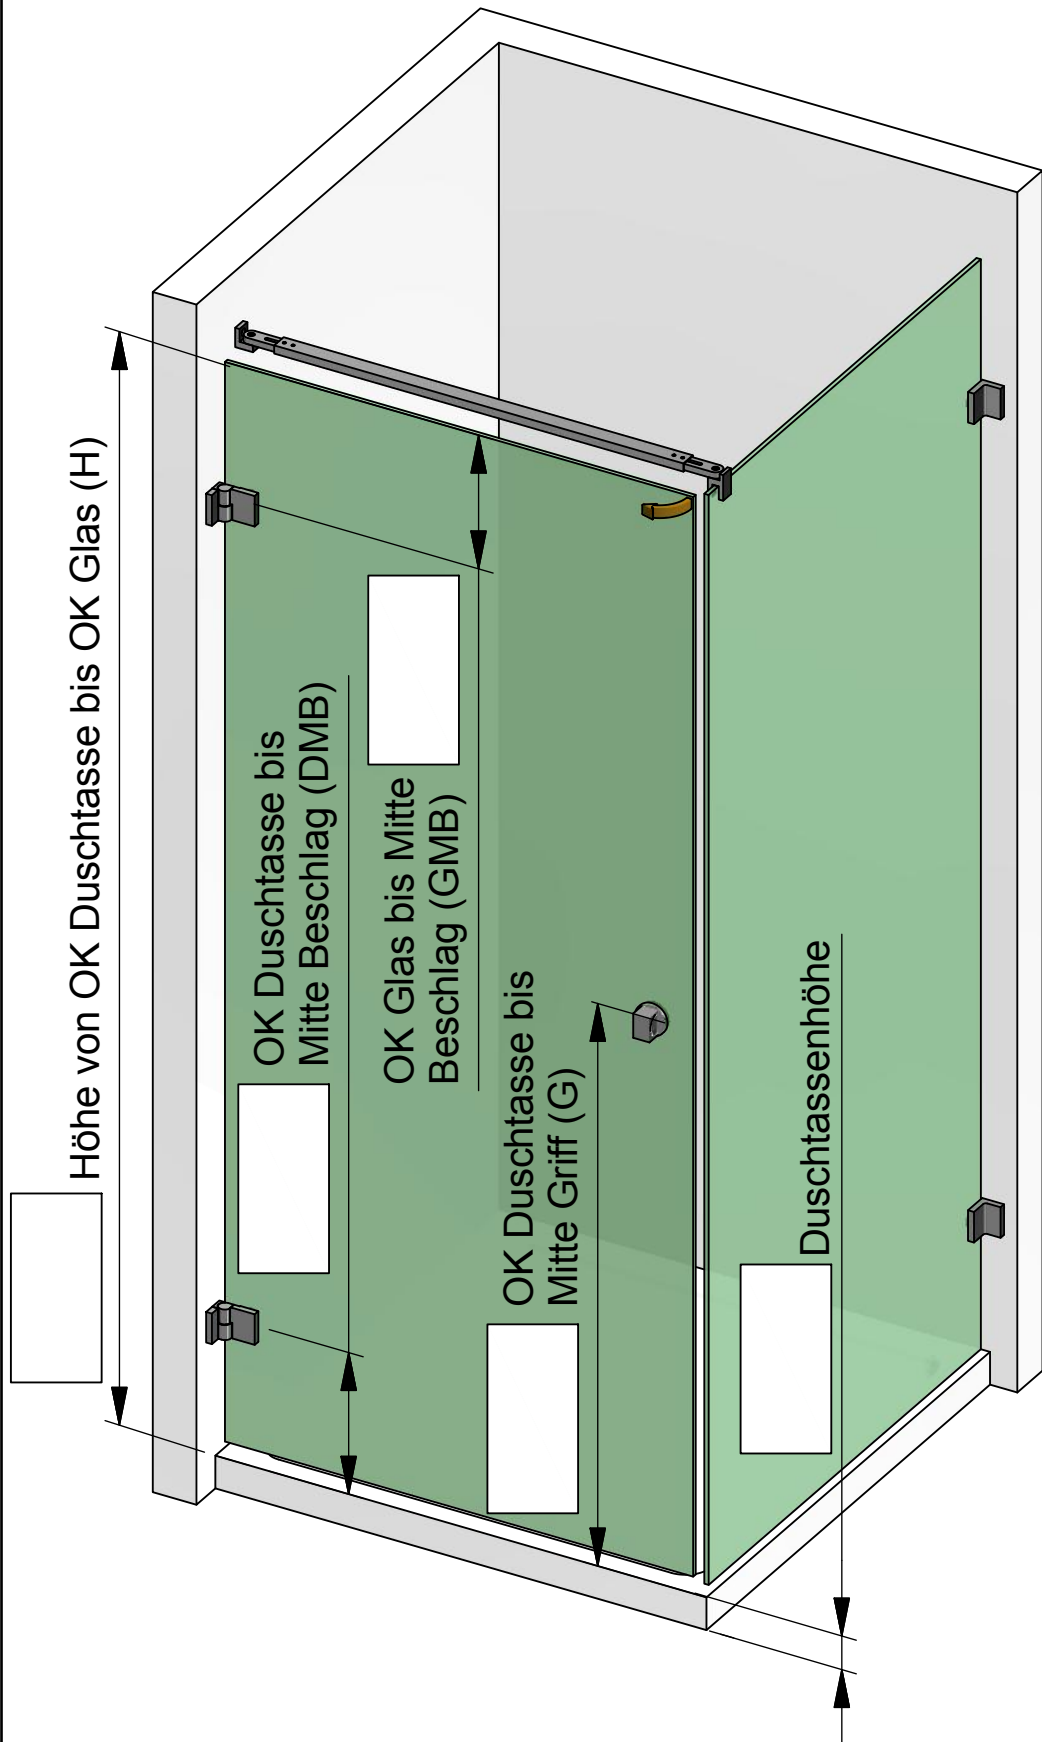 Höhe von OK Duschtasse bis OK Glas (H)
OK Duschtasse bis
Mitte Beschlag (DMB)
OK Glas bis Mitte
Beschlag (GMB)
OK Duschtasse bis
Mitte Griff (G)
Duschtassenhöhe